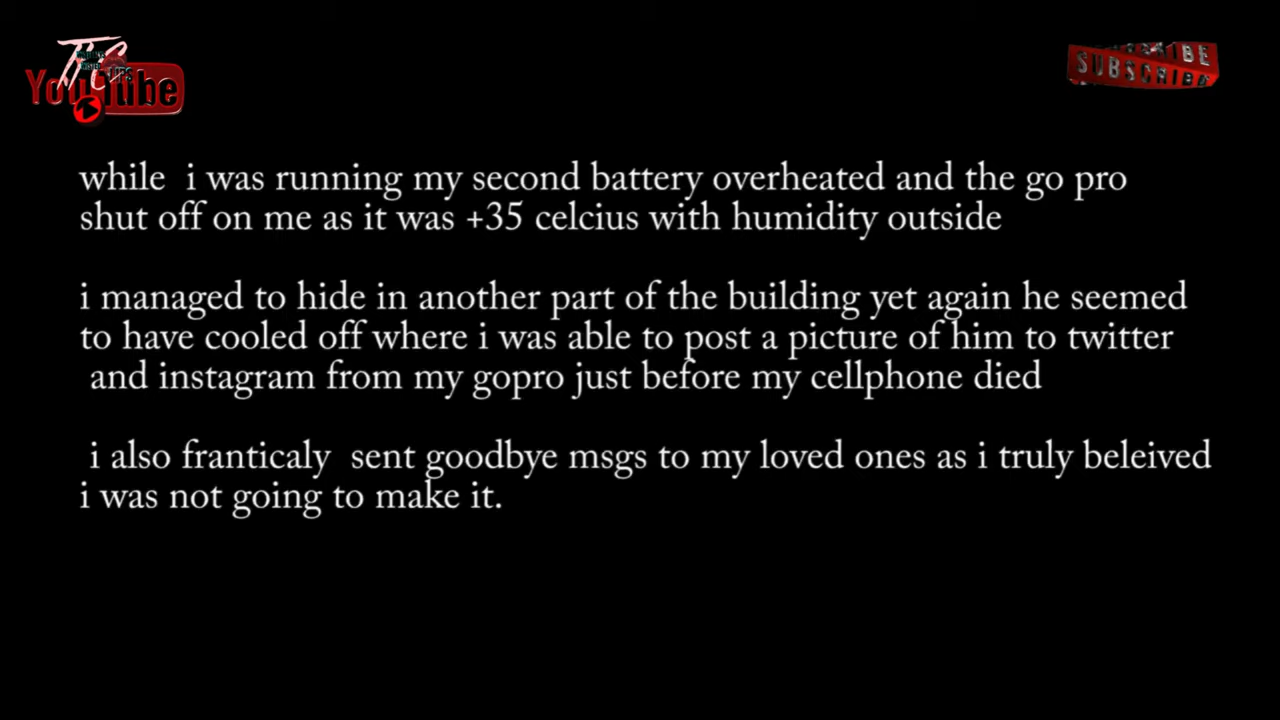 YouTube
SUBSCRIBE
while i was running my second battery overheated and the go pro
shut off on me as it was +35 celcius with humidity outside
i managed to hide in another part of the building yet again he seemed
to have cooled off where i was able to post a picture of him to twitter
and instagram from my gopro just before my cellphone died
i also franticaly sent goodbye msgs to my loved ones as i truly beleived
i was not going to make it.